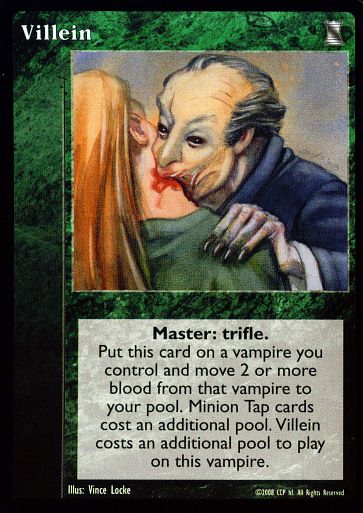 Villein
Master: trifle.
Put this card on a vampire you
control and move 2 or more
blood from that vampire to
your pool. Minion Tap cards
cost an additional pool. Villein
costs an additional pool to play
on this vampire.
Illus: Vince Locke ©2008 CCP hf. All Rights Reserved